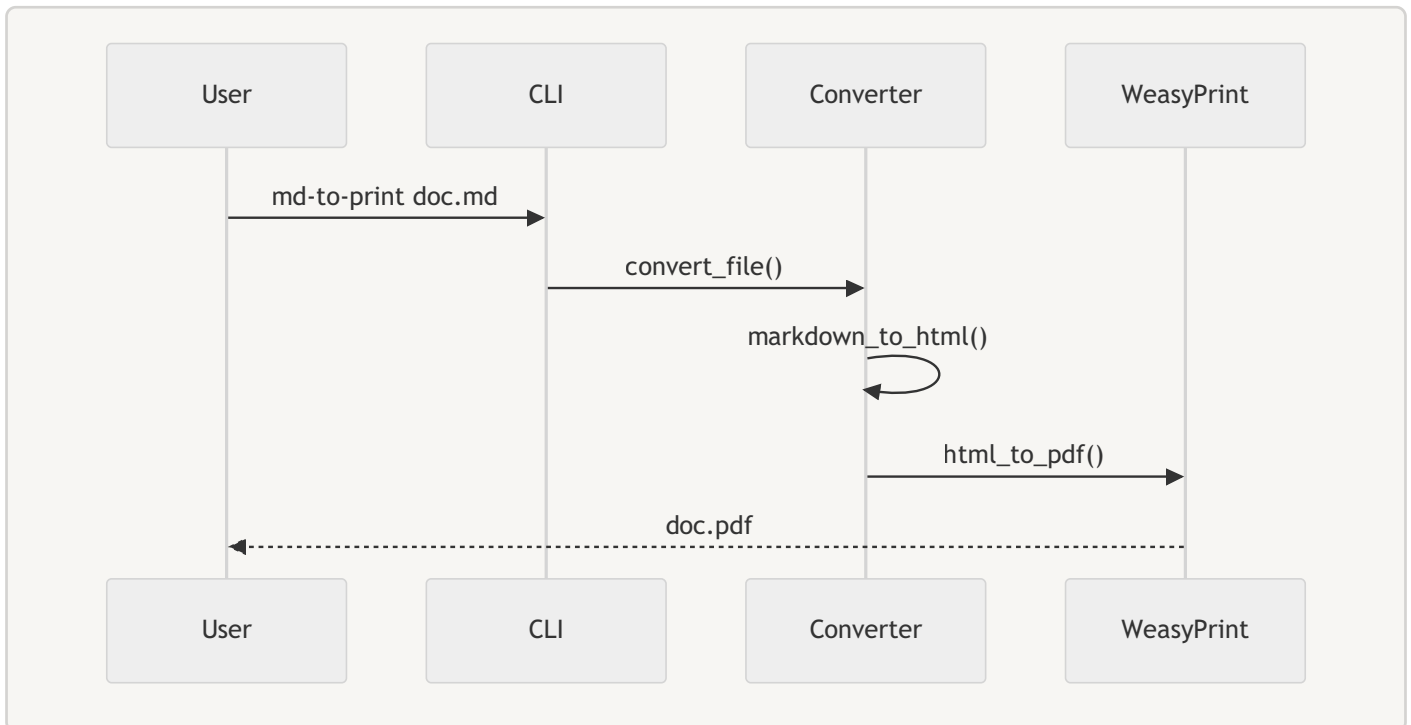 User
CLI
Converter
WeasyPrint
md-to-print doc.md
convert_file()
markdown_to_html()
html_to_pdf()
doc.pdf
User
CLI
Converter
WeasyPrint